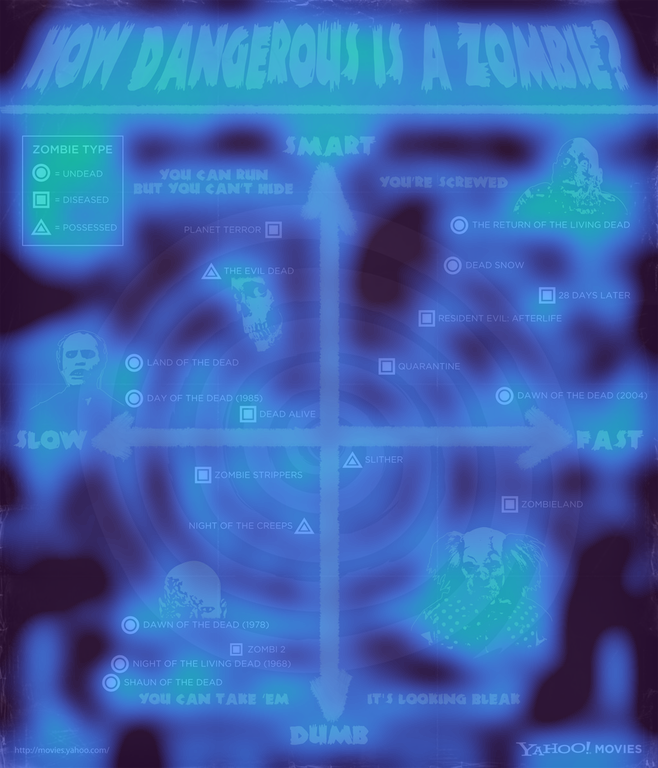 HOW DANGEROUS IS A ZOMBIE?
SMART
ZOMBIE TYPE
= UNDEAD
= DISEASED
= POSSESSED
YOU CAN RUN
BUT YOU CAN'T HIDE
YOU'RE SCREWED
PLANET TERROR
THE RETURN OF THE LIVING DEAD
THE EVIL DEAD
DEAD SNOW
28 DAYS LATER
RESIDENT EVIL: AFTERLIFE
LAND OF THE DEAD
QUARANTINE
DAY OF THE DEAD (1985)
DAWN OF THE DEAD (2004)
DEAD ALIVE
SLOW
FAST
SLITHER
ZOMBIE STRIPPERS
ZOMBIELAND
NIGHT OF THE CREEPS
DAWN OF THE DEAD (1978)
ZOMBI 2
NIGHT OF THE LIVING DEAD (1968)
SHAUN OF THE DEAD
YOU CAN TAKE 'EM
IT'S LOOKING BLEAK
DUMB
http://movies.yahoo.com/
YAHOO! MOVIES